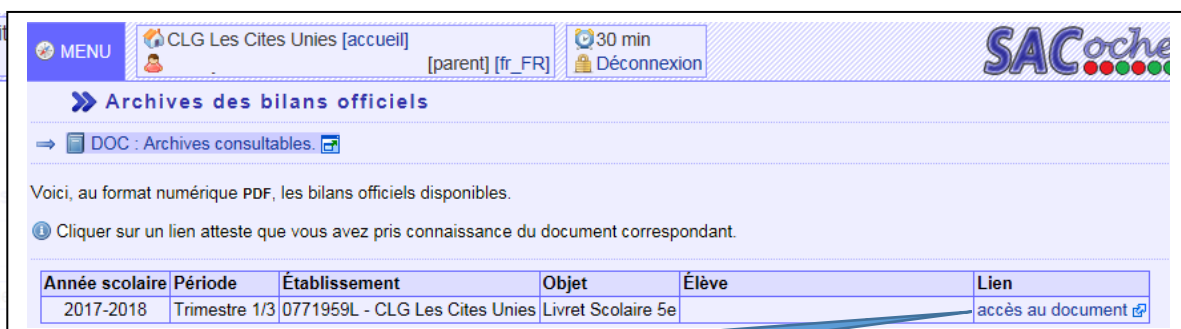 MENU
CLG Les Cites Unies [accueil]
[parent] [fr_FR]
30 min
Déconnexion
SACoche
Archives des bilans officiels
DOC : Archives consultables.
Voici, au format numérique PDF, les bilans officiels disponibles.
Cliquer sur un lien atteste que vous avez pris connaissance du document correspondant.
Année scolaire Période Établissement Objet Élève Lien
2017-2018 Trimestre 1/3 0771959L - CLG Les Cites Unies Livret Scolaire 5e accès au document